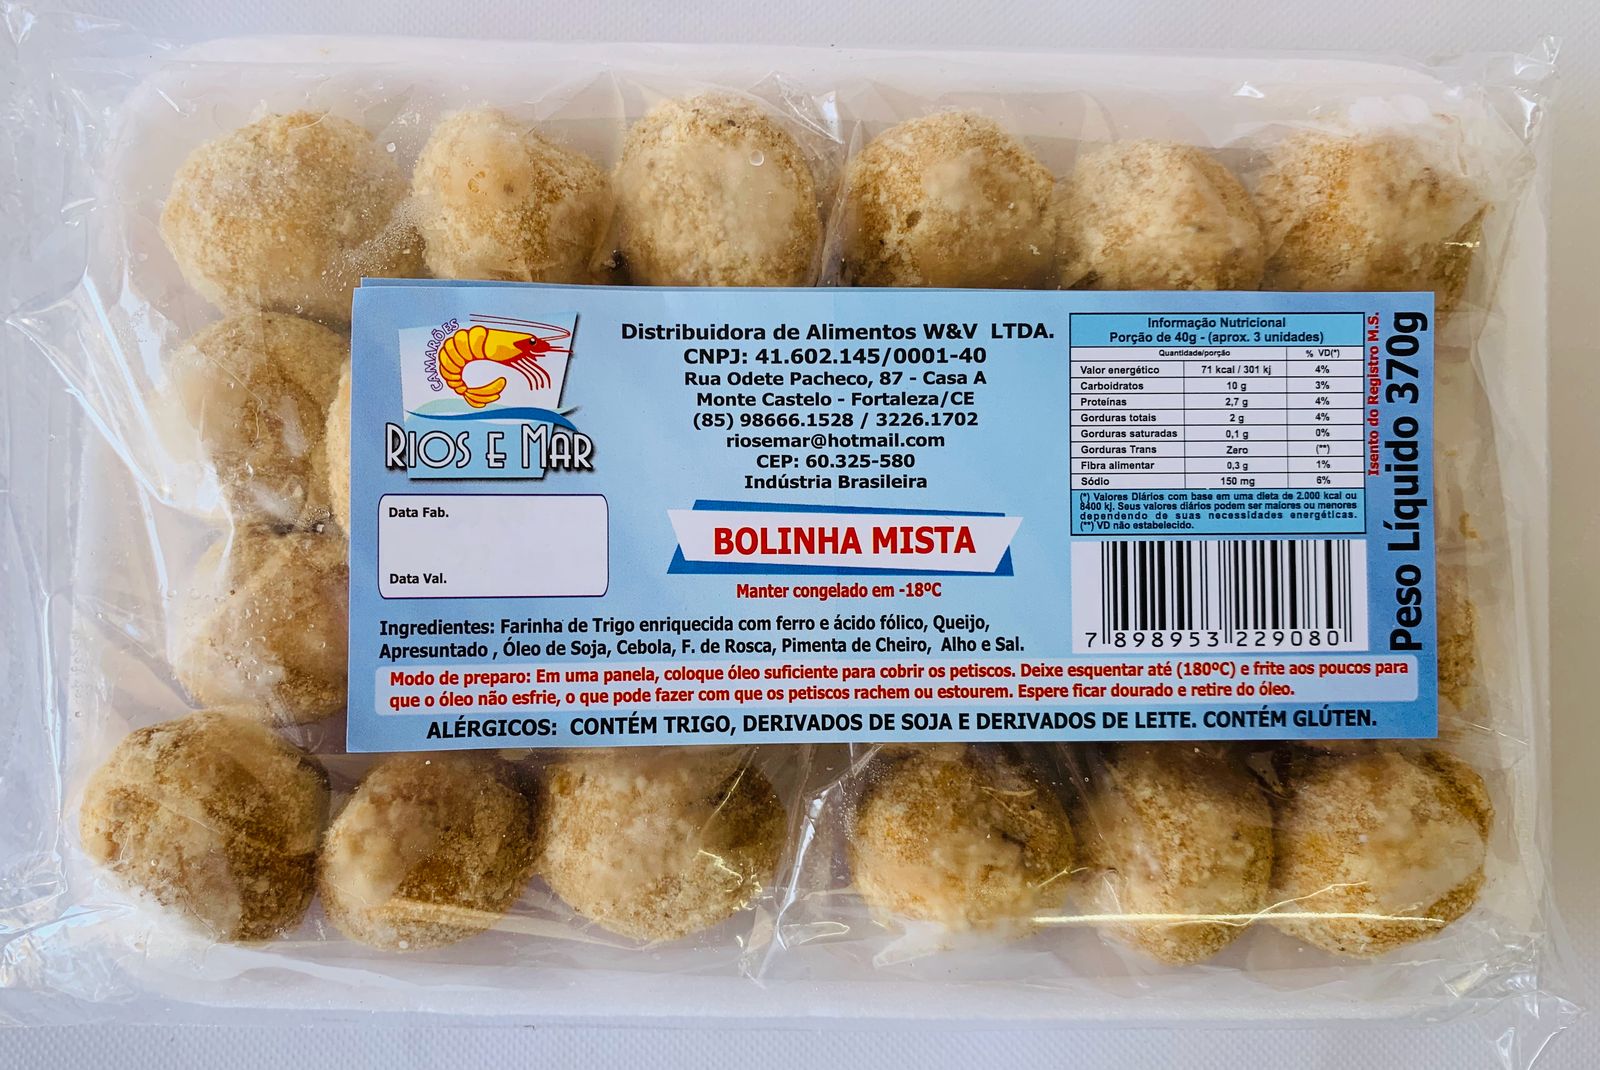 CAMARÕES
RIOS E MAR
Data Fab.
Data Val.
Distribuidora de Alimentos W&V LTDA.
CNPJ: 41.602.145/0001-40
Rua Odete Pacheco, 87 - Casa A
Monte Castelo - Fortaleza/CE
(85) 98666.1528 / 3226.1702
riosemar@hotmail.com
CEP: 60.325-580
Indústria Brasileira
BOLINHA MISTA
Manter congelado em -18ºC
Informação Nutricional
Porção de 40g - (aprox. 3 unidades)
Quantidade/porção % VD(*)
Valor energético 71 kcal / 301 kj 4%
Carboidratos 10 g 3%
Proteínas 2,7 g 4%
Gorduras totais 2 g 4%
Gorduras saturadas 0,1 g 0%
Gorduras Trans Zero (**)
Fibra alimentar 0,3 g 1%
Sódio 150 mg 6%
(*) Valores Diários com base em uma dieta de 2.000 kcal ou
8400 kj. Seus valores diários podem ser maiores ou menores
dependendo de suas necessidades energéticas.
(**) VD não estabelecido.
7 898953 229080
Isento do Registro M.S.
Peso Líquido 370g
Ingredientes: Farinha de Trigo enriquecida com ferro e ácido fólico, Queijo,
Apresuntado , Óleo de Soja, Cebola, F. de Rosca, Pimenta de Cheiro, Alho e Sal.
Modo de preparo: Em uma panela, coloque óleo suficiente para cobrir os petiscos. Deixe esquentar até (180ºC) e frite aos poucos para
que o óleo não esfrie, o que pode fazer com que os petiscos rachem ou estourem. Espere ficar dourado e retire do óleo.
ALÉRGICOS: CONTÉM TRIGO, DERIVADOS DE SOJA E DERIVADOS DE LEITE. CONTÉM GLÚTEN.